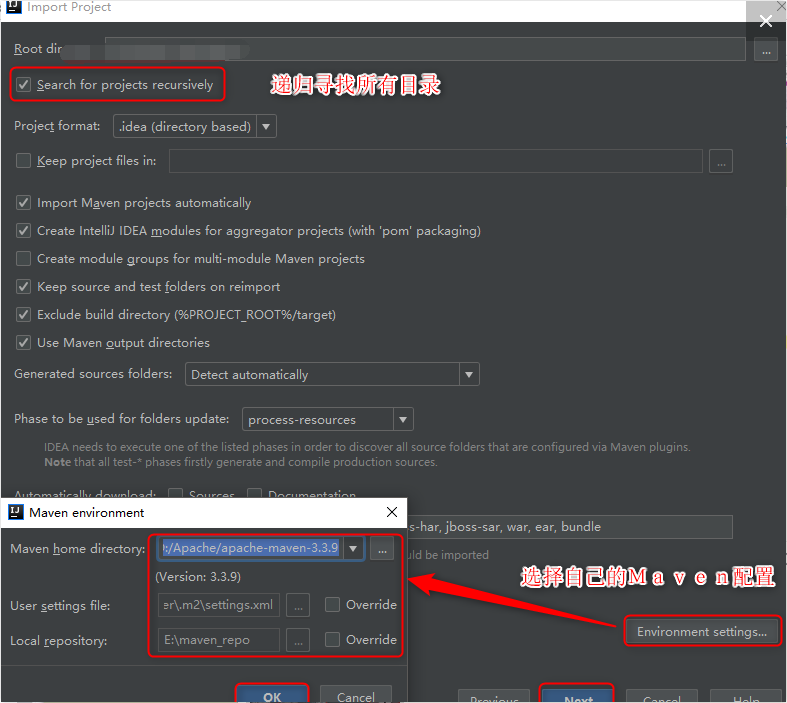 Import Project
Root dir
...
Search for projects recursively
递归寻找所有目录
Project format: .idea (directory based)
Keep project files in:
...
Import Maven projects automatically
Create IntelliJ IDEA modules for aggregator projects (with 'pom' packaging)
Create module groups for multi-module Maven projects
Keep source and test folders on reimport
Exclude build directory (%PROJECT_ROOT%/target)
Use Maven output directories
Generated sources folders: Detect automatically
Phase to be used for folders update: process-resources
IDEA needs to execute one of the listed phases in order to discover all source folders that are configured via Maven plugins.
Note that all test-* phases firstly generate and compile production sources.
Automatically download: Sources Documentation
s-har, jboss-sar, war, ear, bundle
uld be imported
选择自己的Maven配置
Environment settings...
Maven environment
Maven home directory: :/Apache/apache-maven-3.3.9
...
(Version: 3.3.9)
User settings file: er\.m2\settings.xml ... Override
Local repository: E:\maven_repo ... Override
OK Cancel
Previous Next Cancel Help